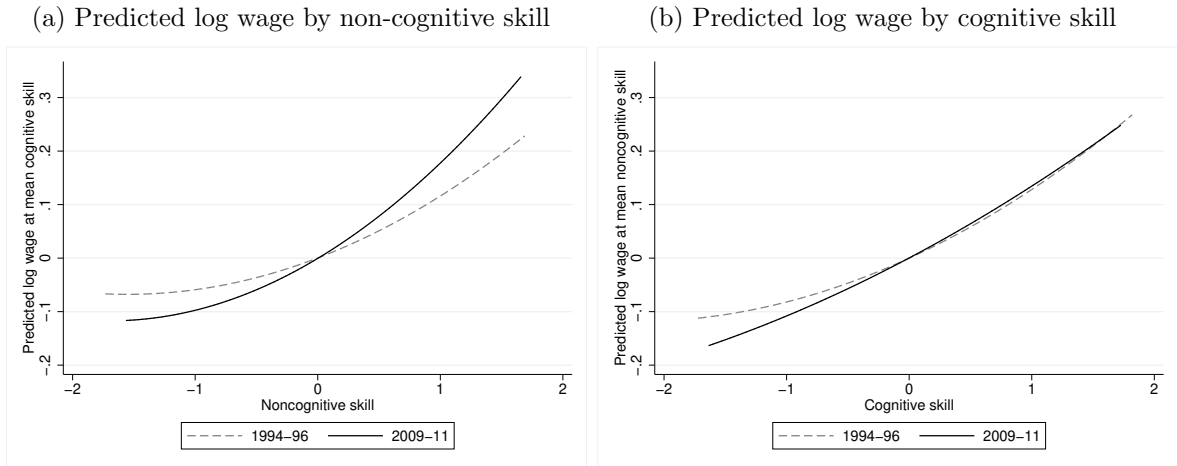 (a) Predicted log wage by non-cognitive skill
Predicted log wage at mean cognitive skill
.3
.2
.1
0
-.1
-.2
-2 -1 0 1 2
Noncognitive skill
1994-96 2009-11
(b) Predicted log wage by cognitive skill
Predicted log wage at mean noncognitive skill
.3
.2
.1
0
-.1
-.2
-2 -1 0 1 2
Cognitive skill
1994-96 2009-11